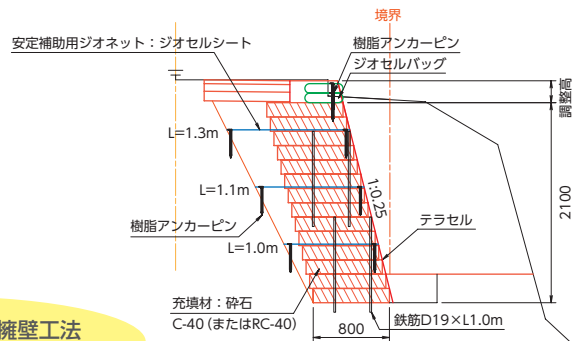 境界
安定補助用ジオネット：ジオセルシート
樹脂アンカーピン
ジオセルバッグ
調整高
L=1.3m
L=1.1m
1:0.25
2100
樹脂アンカーピン
テラセル
L=1.0m
充填材：砕石
C-40 (またはRC-40)
800
鉄筋D19×L1.0m
擁壁工法